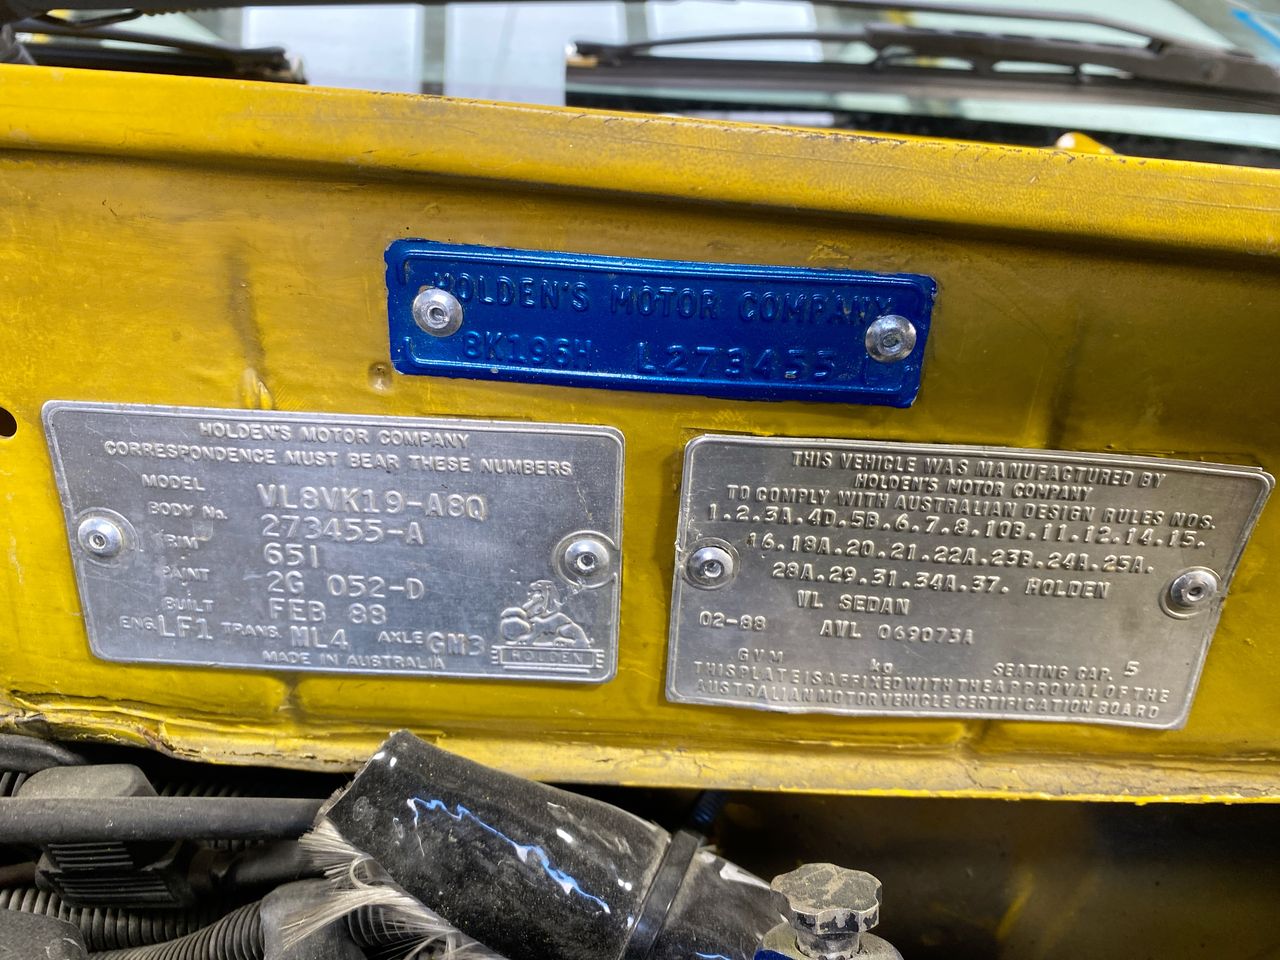 HOLDEN'S MOTOR COMPANY
8K196H L273455 L
HOLDEN'S MOTOR COMPANY
CORRESPONDENCE MUST BEAR THESE NUMBERS
MODEL VL8VK19-A8Q
BODY No. 273455-A
TRIM 65I
PAINT 2G 052-D
BUILT FEB 88
ENG. LF1 TRANS. ML4 AXLE GM3
HOLDEN
MADE IN AUSTRALIA
THIS VEHICLE WAS MANUFACTURED BY
HOLDEN'S MOTOR COMPANY
TO COMPLY WITH AUSTRALIAN DESIGN RULES NOS.
1.2.3A.4D.5B.6.7.8.10B.11.12.14.15.
16.18A.20.21.22A.23B.24A.25A.
28A.29.31.34A.37. HOLDEN
VL SEDAN
02-88 AVL 069073A
GVM kg SEATING CAP. 5
THIS PLATE IS AFFIXED WITH THE APPROVAL OF THE
AUSTRALIAN MOTOR VEHICLE CERTIFICATION BOARD